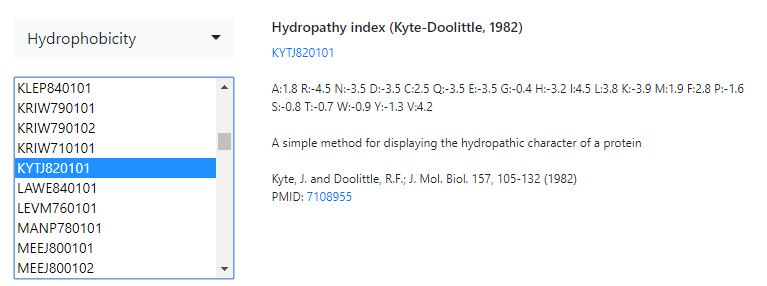 Hydrophobicity
KLEP840101
KRIW790101
KRIW790102
KRIW710101
KYTJ820101
LAWE840101
LEVM760101
MANP780101
MEEJ800101
MEEJ800102
Hydropathy index (Kyte-Doolittle, 1982)
KYTJ820101
A:1.8 R:-4.5 N:-3.5 D:-3.5 C:2.5 Q:-3.5 E:-3.5 G:-0.4 H:-3.2 I:4.5 L:3.8 K:-3.9 M:1.9 F:2.8 P:-1.6
S:-0.8 T:-0.7 W:-0.9 Y:-1.3 V:4.2
A simple method for displaying the hydropathic character of a protein
Kyte, J. and Doolittle, R.F.; J. Mol. Biol. 157, 105-132 (1982)
PMID: 7108955